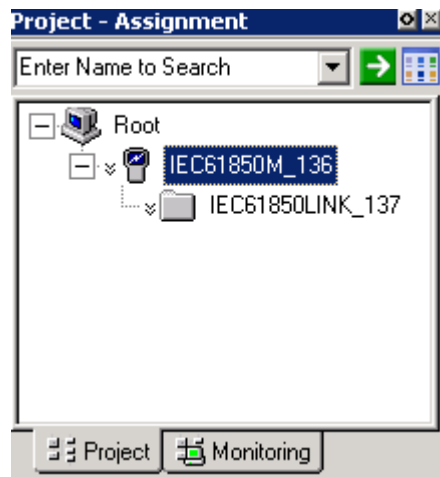 Project - Assignment
Enter Name to Search
Root
IEC61850M_136
IEC61850LINK_137
Project Monitoring